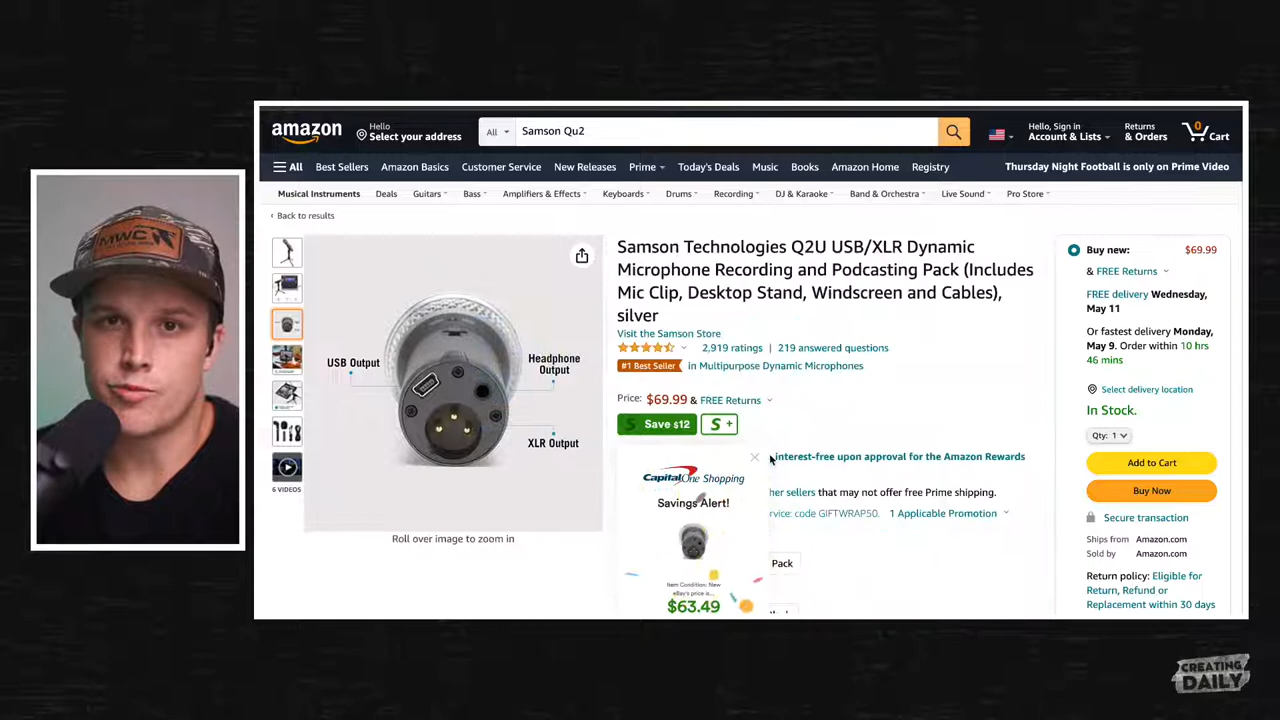 amazon
Hello
Select your address
All
Samson Qu2
Hello, Sign in
Account & Lists
Returns
& Orders
0
Cart
All
Best Sellers
Amazon Basics
Customer Service
New Releases
Prime
Today's Deals
Music
Books
Amazon Home
Registry
Thursday Night Football is only on Prime Video
Musical Instruments
Deals
Guitars
Bass
Amplifiers & Effects
Keyboards
Drums
Recording
DJ & Karaoke
Band & Orchestra
Live Sound
Pro Store
‹ Back to results
MWC
6 VIDEOS
USB Output
Headphone
Output
XLR Output
Roll over image to zoom in
Samson Technologies Q2U USB/XLR Dynamic
Microphone Recording and Podcasting Pack (Includes
Mic Clip, Desktop Stand, Windscreen and Cables),
silver
Visit the Samson Store
2,919 ratings | 219 answered questions
#1 Best Seller in Multipurpose Dynamic Microphones
Price: $69.99 & FREE Returns
S Save $12
S +
interest-free upon approval for the Amazon Rewards
her sellers that may not offer free Prime shipping.
rvice: code GIFTWRAP50. 1 Applicable Promotion
Pack
Capital One Shopping
Savings Alert!
Item Condition: New
eBay's price is...
$63.49
Buy new: $69.99
& FREE Returns
FREE delivery Wednesday,
May 11
Or fastest delivery Monday,
May 9. Order within 10 hrs
46 mins
Select delivery location
In Stock.
Qty: 1
Add to Cart
Buy Now
Secure transaction
Ships from Amazon.com
Sold by Amazon.com
Return policy: Eligible for
Return, Refund or
Replacement within 30 days
CREATING
DAILY